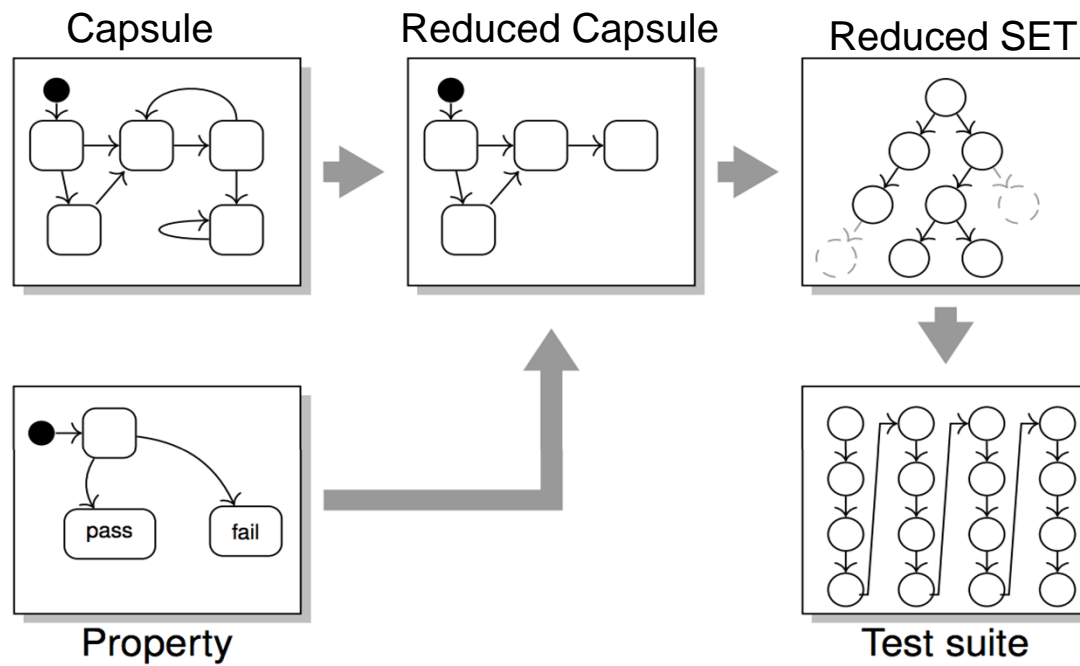 Capsule
Reduced Capsule
Reduced SET
pass
fail
Property
Test suite